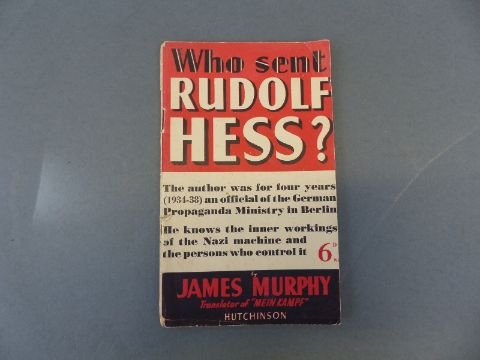 Who sent
RUDOLF
HESS?
The author was for four years
(1934-38) an official of the German
Propaganda Ministry in Berlin
He knows the inner workings
of the Nazi machine and
the persons who control it
6D
by
JAMES MURPHY
Translator of "MEIN KAMPF"
HUTCHINSON